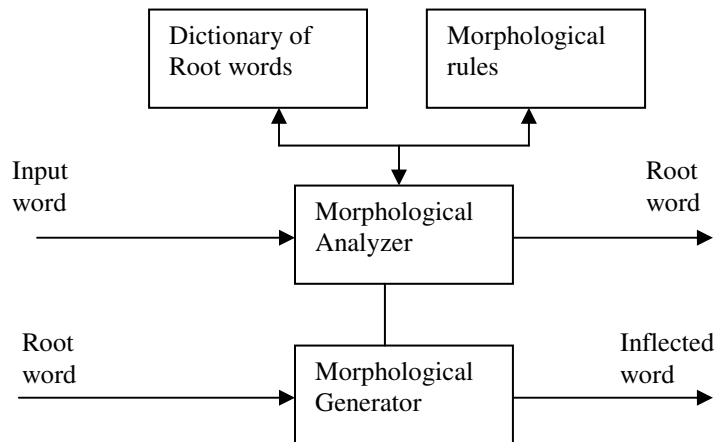 Dictionary of
Root words
Morphological
rules
Input
word
Morphological
Analyzer
Root
word
Root
word
Morphological
Generator
Inflected
word